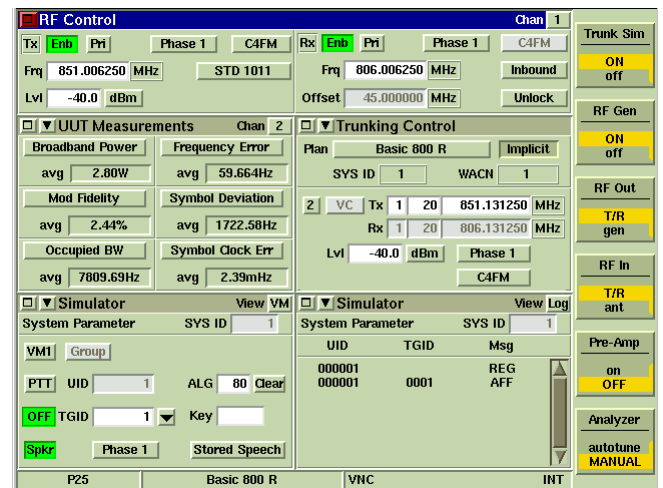 RF Control Chan 1
Tx Enb Pri Phase 1 C4FM
Frq 851.006250 MHz STD 1011
Lvl -40.0 dBm
Rx Enb Pri Phase 1 C4FM
Frq 806.006250 MHz Inbound
Offset 45.000000 MHz Unlock
UUT Measurements Chan 2
Broadband Power Frequency Error
avg 2.80W avg 59.664Hz
Mod Fidelity Symbol Deviation
avg 2.44% avg 1722.58Hz
Occupied BW Symbol Clock Err
avg 7809.69Hz avg 2.39mHz
Trunking Control
Plan Basic 800 R Implicit
SYS ID 1 WACN 1
2 VC Tx 1 20 851.131250 MHz
Rx 1 20 806.131250 MHz
Lvl -40.0 dBm Phase 1
C4FM
Simulator View VM
System Parameter SYS ID 1
VM1 Group
PTT UID 1 ALG 80 Clear
OFF TGID 1 Key
Spkr Phase 1 Stored Speech
Simulator View Log
System Parameter SYS ID 1
UID TGID Msg
000001 REG
000001 0001 AFF
P25 Basic 800 R VNC INT
Trunk Sim
ON
off
RF Gen
ON
off
RF Out
T/R
gen
RF In
T/R
ant
Pre-Amp
on
OFF
Analyzer
autotune
MANUAL